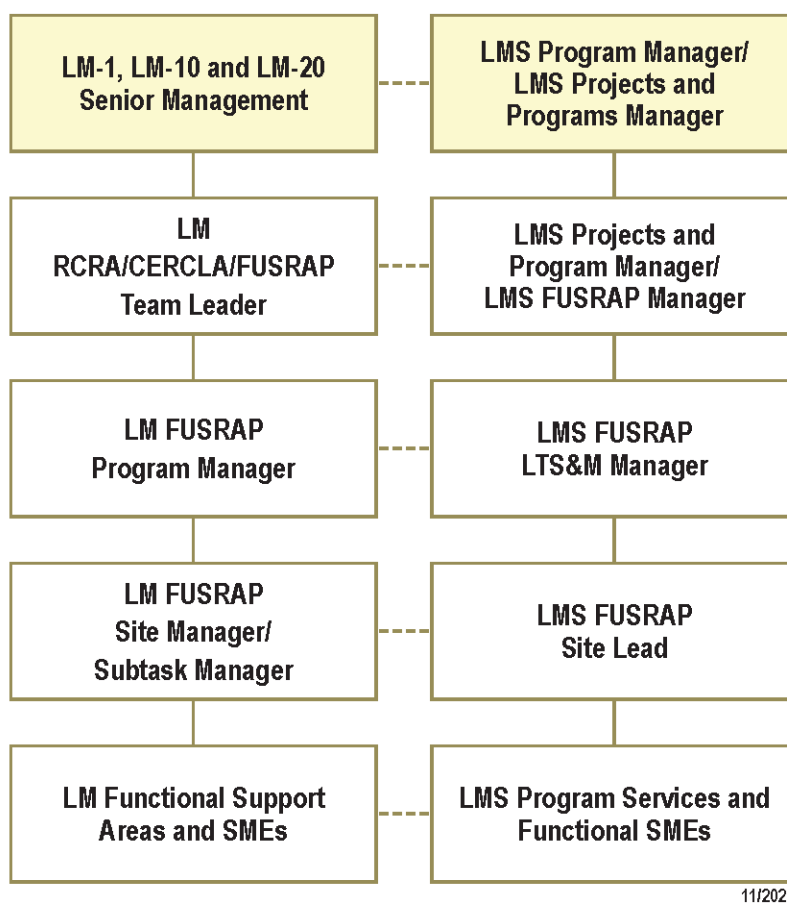 LM-1, LM-10 and LM-20
Senior Management
LMS Program Manager/
LMS Projects and
Programs Manager
LM
RCRA/CERCLA/FUSRAP
Team Leader
LMS Projects and
Program Manager/
LMS FUSRAP Manager
LM FUSRAP
Program Manager
LMS FUSRAP
LTS&M Manager
LM FUSRAP
Site Manager/
Subtask Manager
LMS FUSRAP
Site Lead
LM Functional Support
Areas and SMEs
LMS Program Services and
Functional SMEs
11/202